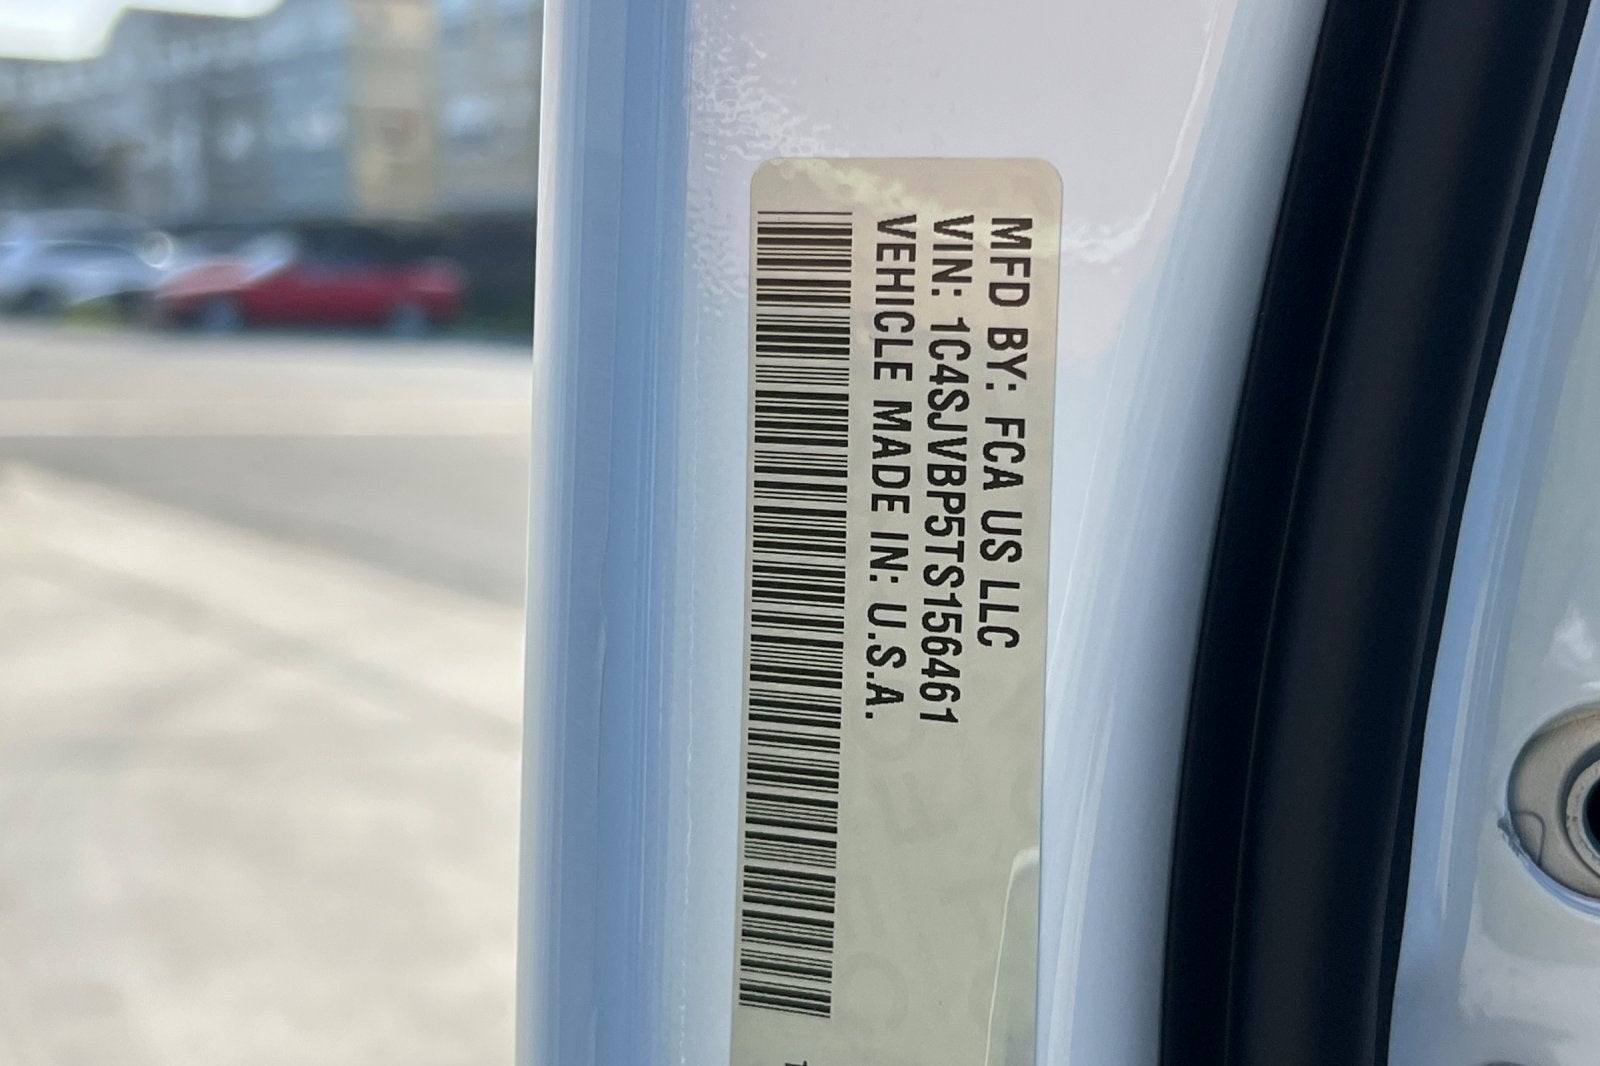 MFD BY: FCA US LLC
VIN: 1C4SJVBP5TS156461
VEHICLE MADE IN: U.S.A.